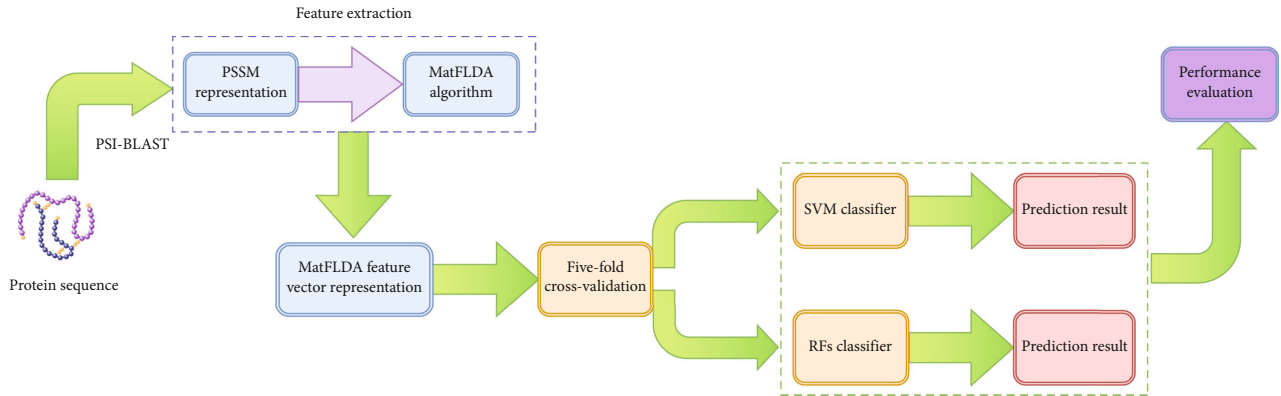 Feature extraction
PSSM
representation
MatFLDA
algorithm
Performance
evaluation
PSI-BLAST
Protein sequence
MatFLDA feature
vector representation
Five-fold
cross-validation
SVM classifier
Prediction result
RFs classifier
Prediction result